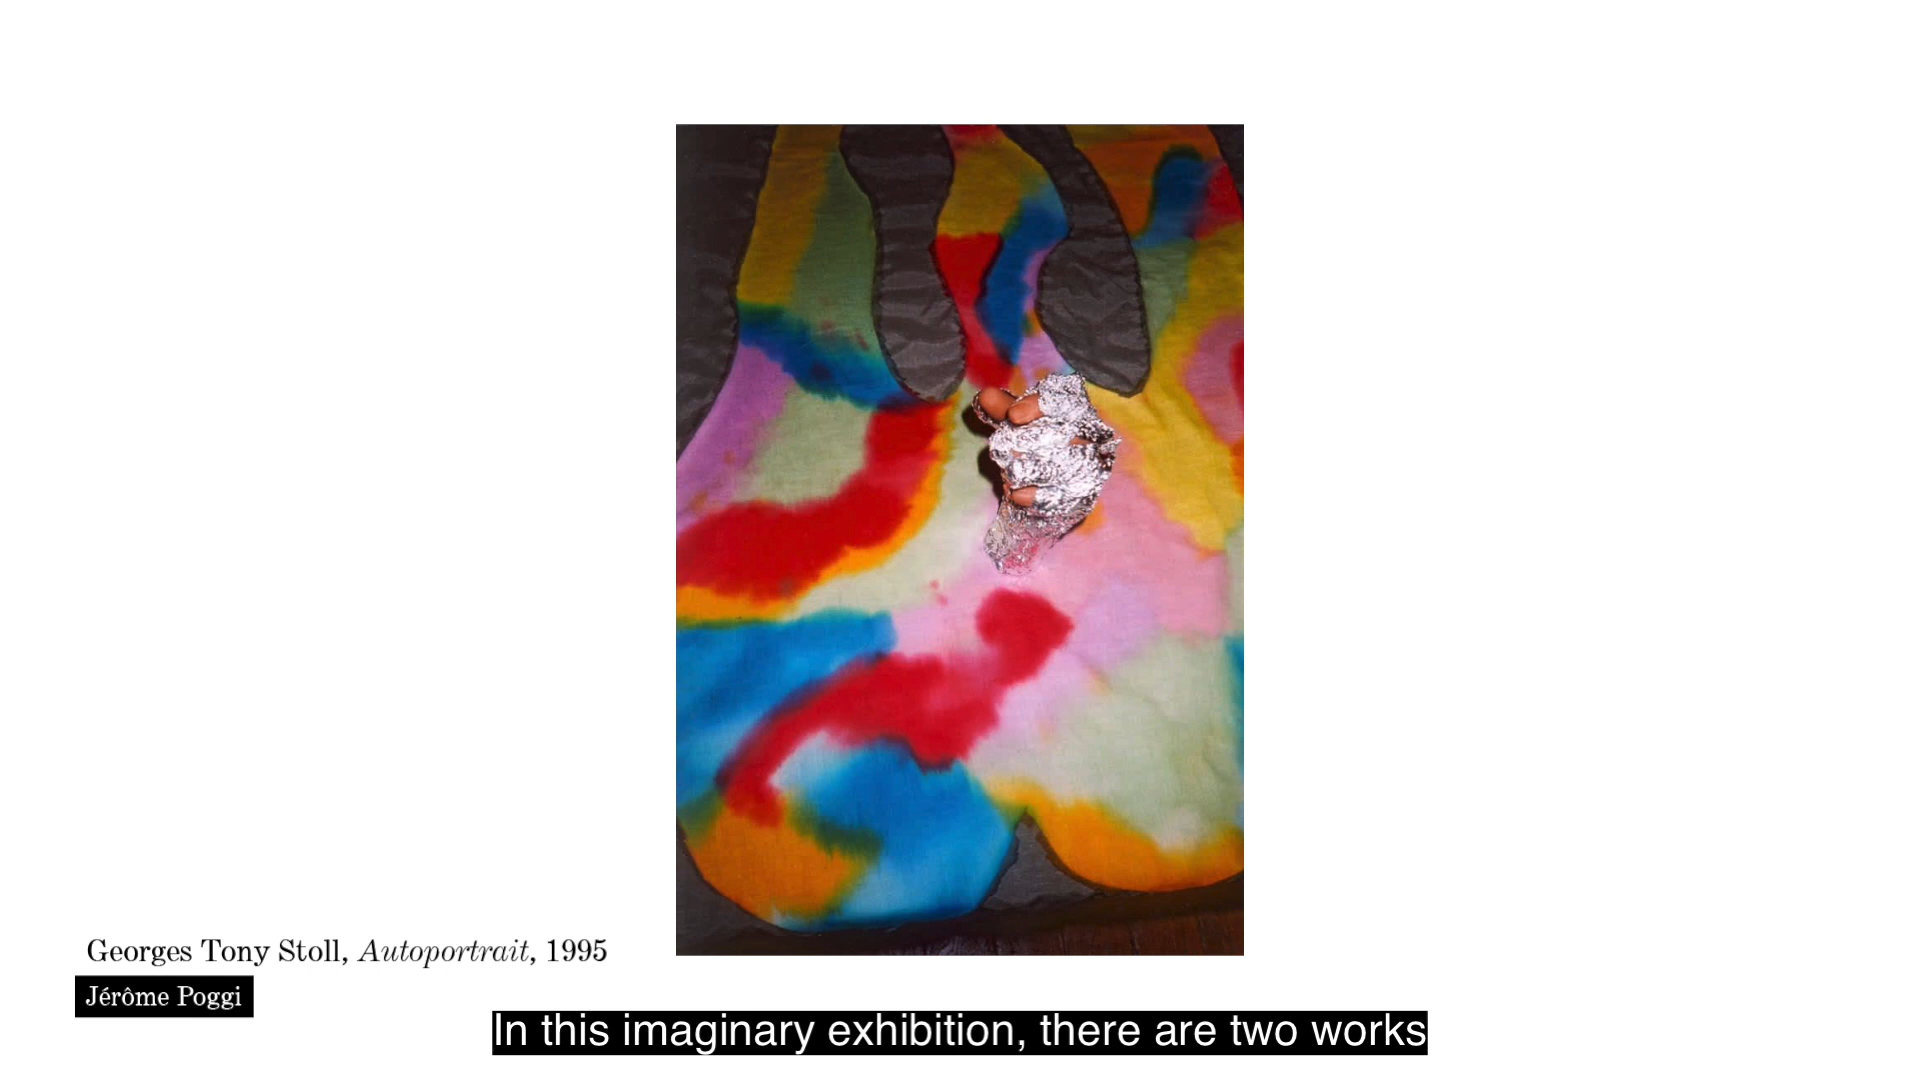 Georges Tony Stoll, Autoportrait, 1995
Jérôme Poggi
In this imaginary exhibition, there are two works